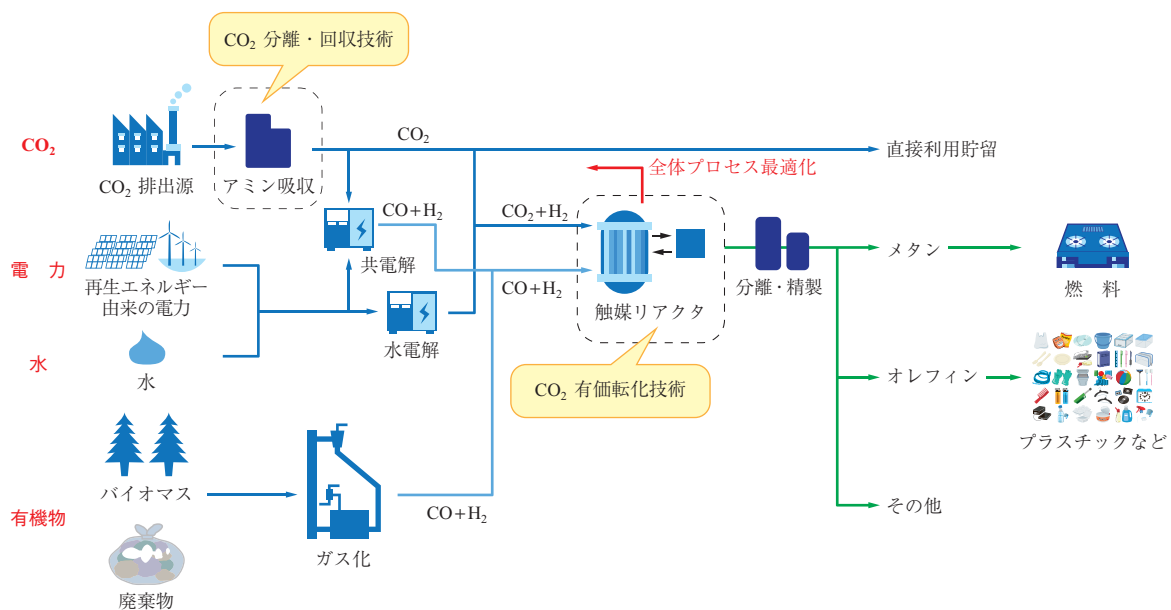 CO₂ 分離・回収技術
CO₂
CO₂ 排出源
アミン吸収
CO₂
直接利用貯留
全体プロセス最適化
電 力
再生エネルギー
由来の電力
CO+H₂
共電解
CO₂+H₂
CO+H₂
触媒リアクタ
分離・精製
メタン
燃 料
水
水
水電解
CO₂ 有価転化技術
オレフィン
プラスチックなど
有機物
バイオマス
廃棄物
ガス化
CO+H₂
その他